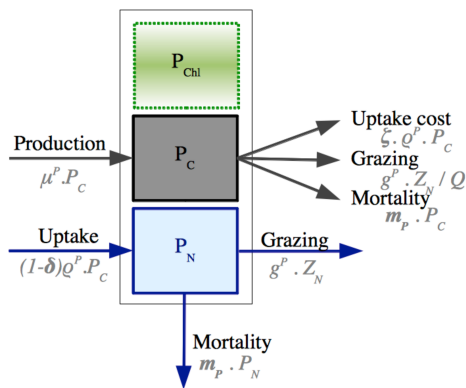 P_Chl
Uptake cost
ζ.ϱ^P.P_C
Production
P_C
Grazing
μ^P.P_C
g^P.Z_N/Q
Mortality
m_P.P_C
Uptake
P_N
Grazing
(1-δ)ϱ^P.P_C
g^P.Z_N
Mortality
m_P.P_N